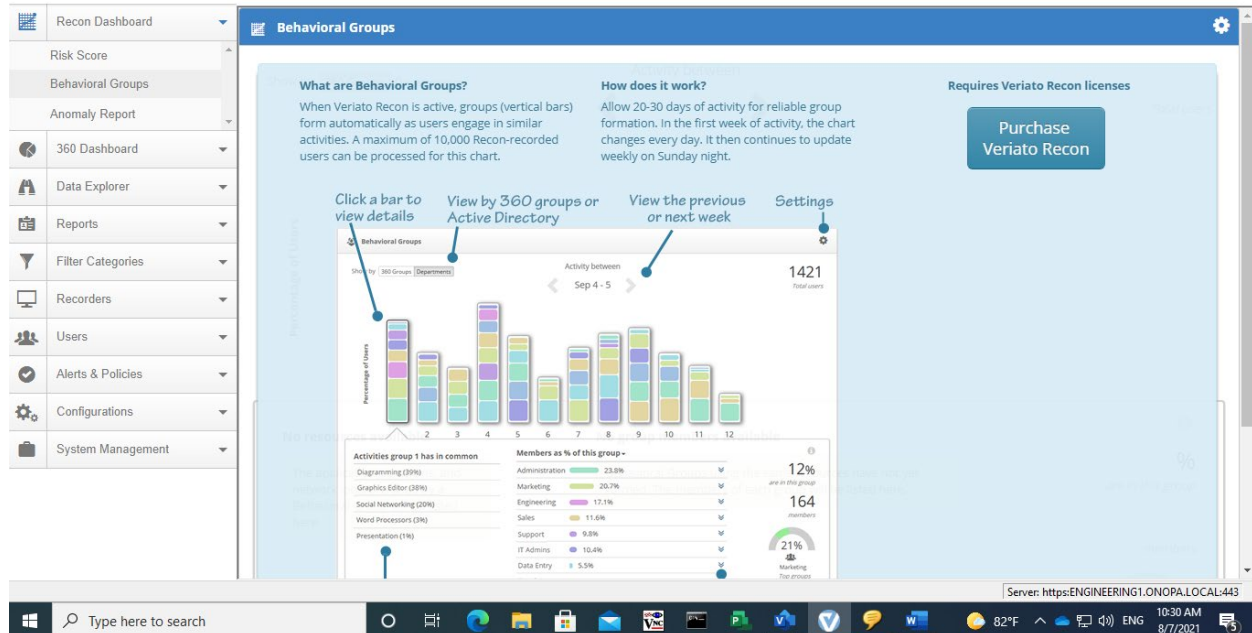 Recon Dashboard
Risk Score
Behavioral Groups
Anomaly Report
360 Dashboard
Data Explorer
Reports
Filter Categories
Recorders
Users
Alerts & Policies
Configurations
System Management
Behavioral Groups
What are Behavioral Groups?
When Veriato Recon is active, groups (vertical bars)
form automatically as users engage in similar
activities. A maximum of 10,000 Recon-recorded
users can be processed for this chart.
How does it work?
Allow 20-30 days of activity for reliable group
formation. In the first week of activity, the chart
changes every day. It then continues to update
weekly on Sunday night.
Requires Veriato Recon licenses
Purchase
Veriato Recon
Click a bar to
view details
View by 360 groups or
Active Directory
View the previous
or next week
Settings
Behavioral Groups
Show by 360 Groups Departments
Activity between
Sep 4 - 5
1421
Total users
Percentage of Users
2 3 4 5 6 7 8 9 10 11 12
Activities group 1 has in common
Diagramming (39%)
Graphics Editor (38%)
Social Networking (20%)
Word Processors (3%)
Presentation (1%)
Members as % of this group
Administration 23.8%
Marketing 20.7%
Engineering 17.1%
Sales 11.6%
Support 9.8%
IT Admins 10.4%
Data Entry 5.5%
12%
are in this group
164
members
21%
Marketing
Top groups
Server: https:ENGINEERING1.ONOPA.LOCAL:443
Type here to search
82°F ENG
10:30 AM
8/7/2021
5